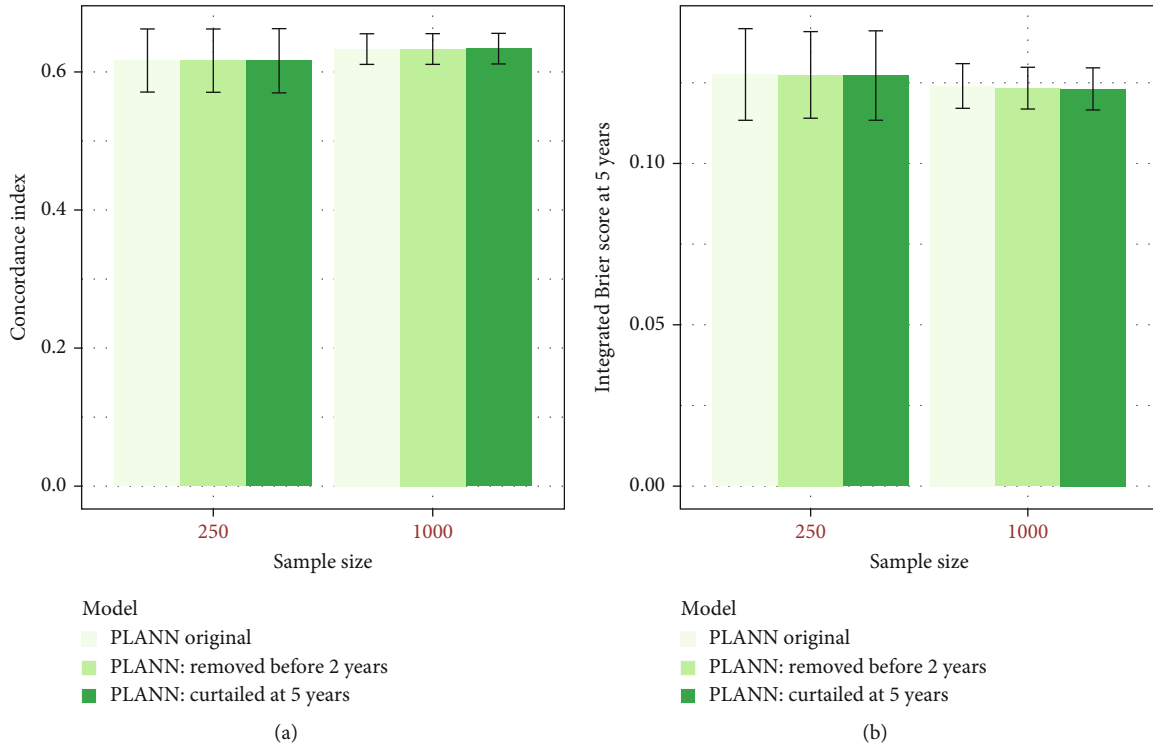 Concordance index
0.6
0.4
0.2
0.0
250
1000
Sample size
Model
PLANN original
PLANN: removed before 2 years
PLANN: curtailed at 5 years
(a)
Integrated Brier score at 5 years
0.10
0.05
0.00
250
1000
Sample size
Model
PLANN original
PLANN: removed before 2 years
PLANN: curtailed at 5 years
(b)